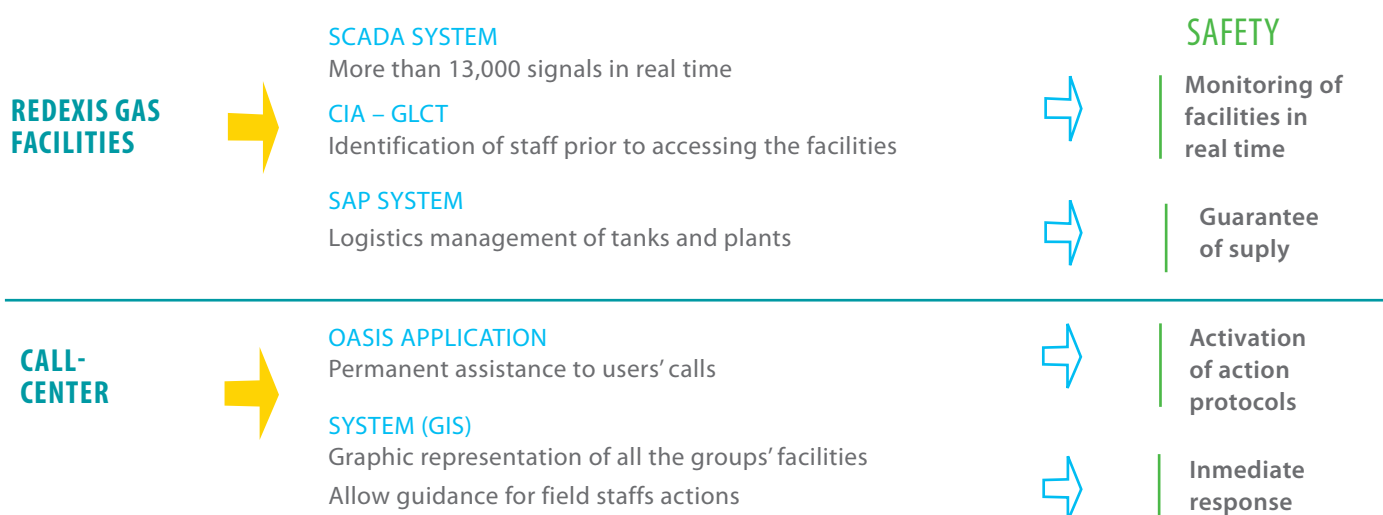 REDEXIS GAS
FACILITIES
SCADA SYSTEM
More than 13,000 signals in real time
CIA – GLCT
Identification of staff prior to accessing the facilities
SAP SYSTEM
Logistics management of tanks and plants
SAFETY
Monitoring of
facilities in
real time
Guarantee
of suply
CALL-
CENTER
OASIS APPLICATION
Permanent assistance to users’ calls
SYSTEM (GIS)
Graphic representation of all the groups’ facilities
Allow guidance for field staffs actions
Activation
of action
protocols
Inmediate
response